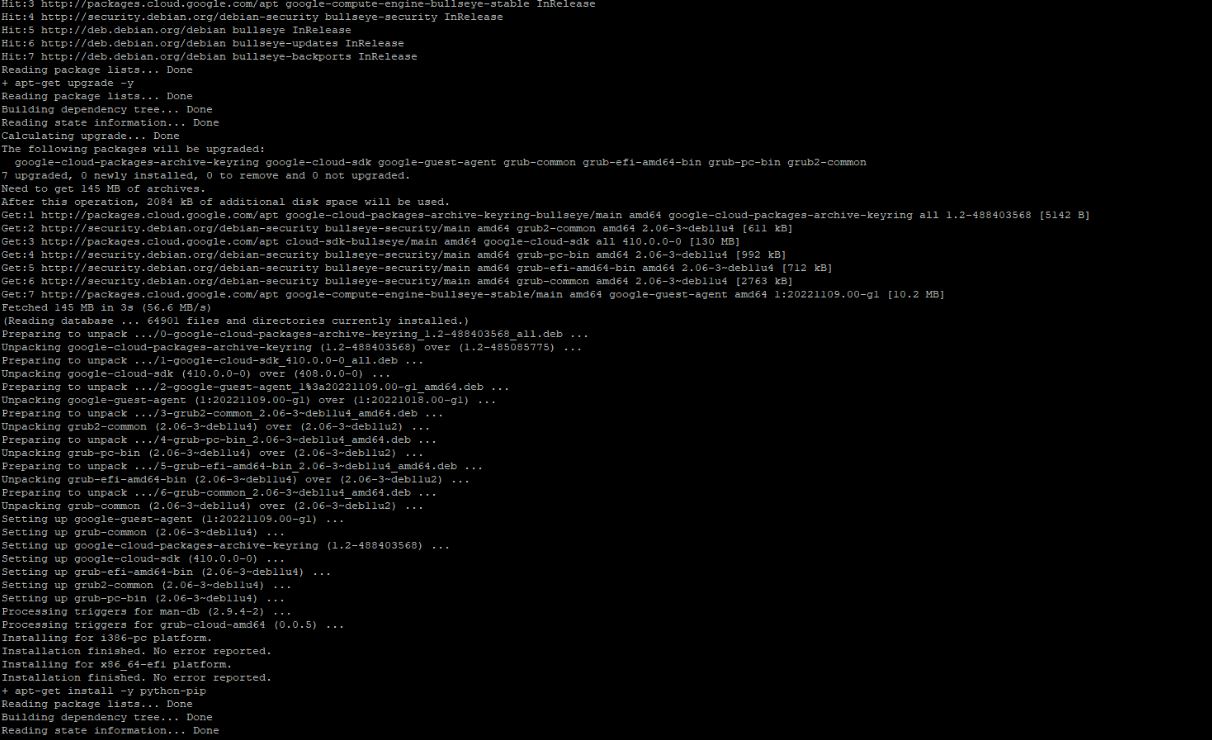 Hit:3 http://packages.cloud.google.com/apt google-compute-engine-bullseye-stable InRelease
Hit:4 http://security.debian.org/debian-security bullseye-security InRelease
Hit:5 http://deb.debian.org/debian bullseye InRelease
Hit:6 http://deb.debian.org/debian bullseye-updates InRelease
Hit:7 http://deb.debian.org/debian bullseye-backports InRelease
Reading package lists... Done
+ apt-get upgrade -y
Reading package lists... Done
Building dependency tree... Done
Reading state information... Done
Calculating upgrade... Done
The following packages will be upgraded:
  google-cloud-packages-archive-keyring google-cloud-sdk google-guest-agent grub-common grub-efi-amd64-bin grub-pc-bin grub2-common
7 upgraded, 0 newly installed, 0 to remove and 0 not upgraded.
Need to get 145 MB of archives.
After this operation, 2084 kB of additional disk space will be used.
Get:1 http://packages.cloud.google.com/apt google-cloud-packages-archive-keyring-bullseye/main amd64 google-cloud-packages-archive-keyring all 1.2-488403568 [5142 B]
Get:2 http://security.debian.org/debian-security bullseye-security/main amd64 grub2-common amd64 2.06-3~deb11u4 [611 kB]
Get:3 http://packages.cloud.google.com/apt cloud-sdk-bullseye/main amd64 google-cloud-sdk all 410.0.0-0 [130 MB]
Get:4 http://security.debian.org/debian-security bullseye-security/main amd64 grub-pc-bin amd64 2.06-3~deb11u4 [992 kB]
Get:5 http://security.debian.org/debian-security bullseye-security/main amd64 grub-efi-amd64-bin amd64 2.06-3~deb11u4 [712 kB]
Get:6 http://security.debian.org/debian-security bullseye-security/main amd64 grub-common amd64 2.06-3~deb11u4 [2763 kB]
Get:7 http://packages.cloud.google.com/apt google-compute-engine-bullseye-stable/main amd64 google-guest-agent amd64 1:20221109.00-g1 [10.2 MB]
Fetched 145 MB in 3s (56.6 MB/s)
(Reading database ... 64901 files and directories currently installed.)
Preparing to unpack .../0-google-cloud-packages-archive-keyring_1.2-488403568_all.deb ...
Unpacking google-cloud-packages-archive-keyring (1.2-488403568) over (1.2-485085775) ...
Preparing to unpack .../1-google-cloud-sdk_410.0.0-0_all.deb ...
Unpacking google-cloud-sdk (410.0.0-0) over (408.0.0-0) ...
Preparing to unpack .../2-google-guest-agent_1%3a20221109.00-g1_amd64.deb ...
Unpacking google-guest-agent (1:20221109.00-g1) over (1:20221018.00-g1) ...
Preparing to unpack .../3-grub2-common_2.06-3~deb11u4_amd64.deb ...
Unpacking grub2-common (2.06-3~deb11u4) over (2.06-3~deb11u2) ...
Preparing to unpack .../4-grub-pc-bin_2.06-3~deb11u4_amd64.deb ...
Unpacking grub-pc-bin (2.06-3~deb11u4) over (2.06-3~deb11u2) ...
Preparing to unpack .../5-grub-efi-amd64-bin_2.06-3~deb11u4_amd64.deb ...
Unpacking grub-efi-amd64-bin (2.06-3~deb11u4) over (2.06-3~deb11u2) ...
Preparing to unpack .../6-grub-common_2.06-3~deb11u4_amd64.deb ...
Unpacking grub-common (2.06-3~deb11u4) over (2.06-3~deb11u2) ...
Setting up google-guest-agent (1:20221109.00-g1) ...
Setting up grub-common (2.06-3~deb11u4) ...
Setting up google-cloud-packages-archive-keyring (1.2-488403568) ...
Setting up google-cloud-sdk (410.0.0-0) ...
Setting up grub-efi-amd64-bin (2.06-3~deb11u4) ...
Setting up grub2-common (2.06-3~deb11u4) ...
Setting up grub-pc-bin (2.06-3~deb11u4) ...
Processing triggers for man-db (2.9.4-2) ...
Processing triggers for grub-cloud-amd64 (0.0.5) ...
Installing for i386-pc platform.
Installation finished. No error reported.
Installing for x86_64-efi platform.
Installation finished. No error reported.
+ apt-get install -y python-pip
Reading package lists... Done
Building dependency tree... Done
Reading state information... Done